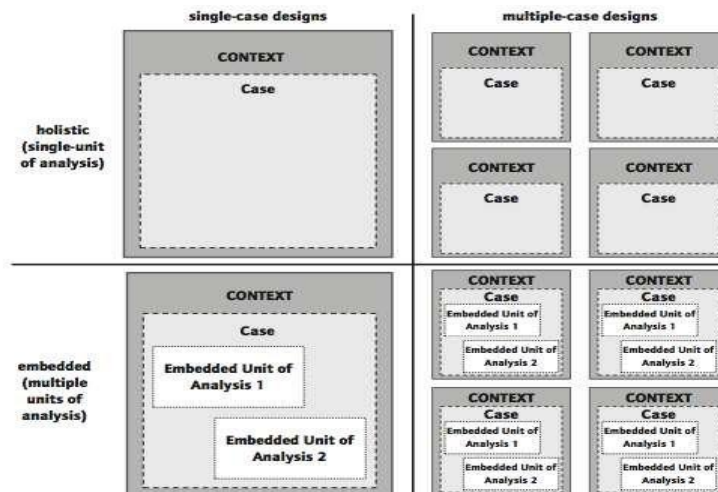 single-case designs
multiple-case designs
holistic
(single-unit
of analysis)
CONTEXT
Case
CONTEXT
Case
CONTEXT
Case
CONTEXT
Case
CONTEXT
Case
embedded
(multiple
units of
analysis)
CONTEXT
Case
Embedded Unit of
Analysis 1
Embedded Unit of
Analysis 2
CONTEXT
Case
Embedded Unit of
Analysis 1
Embedded Unit of
Analysis 2
CONTEXT
Case
Embedded Unit of
Analysis 1
Embedded Unit of
Analysis 2
CONTEXT
Case
Embedded Unit of
Analysis 1
Embedded Unit of
Analysis 2
CONTEXT
Case
Embedded Unit of
Analysis 1
Embedded Unit of
Analysis 2